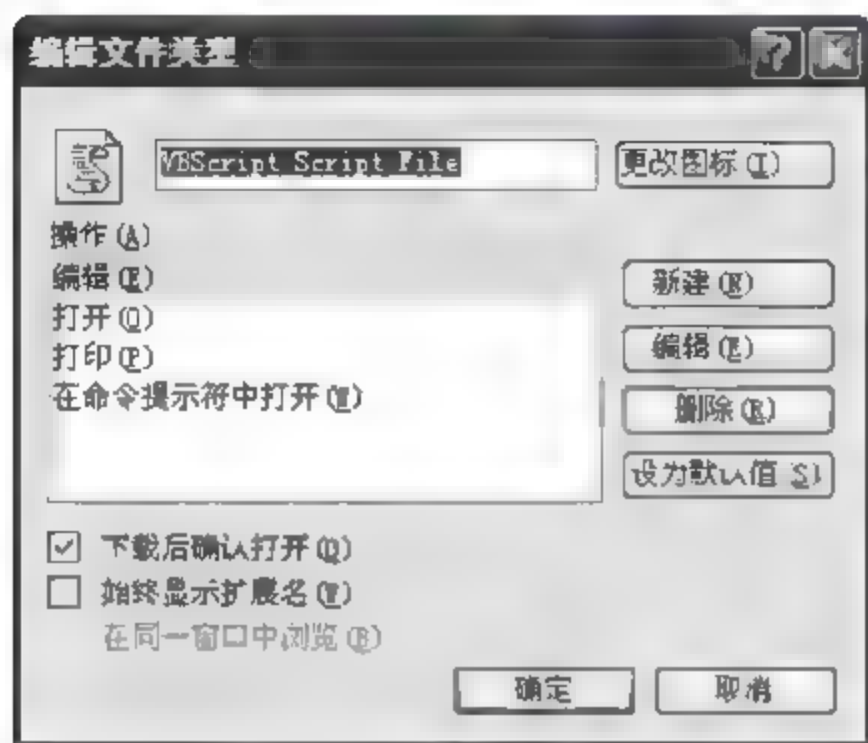 编辑文件类型
VBScript Script File
更改图标(I)
操作(A)
编辑(E)
打开(O)
打印(P)
在命令提示符中打开(W)
新建(N)
编辑(E)
删除(R)
设为默认值 S)
下载后确认打开(O)
始终显示扩展名(W)
在同一窗口中浏览(B)
确定
取消